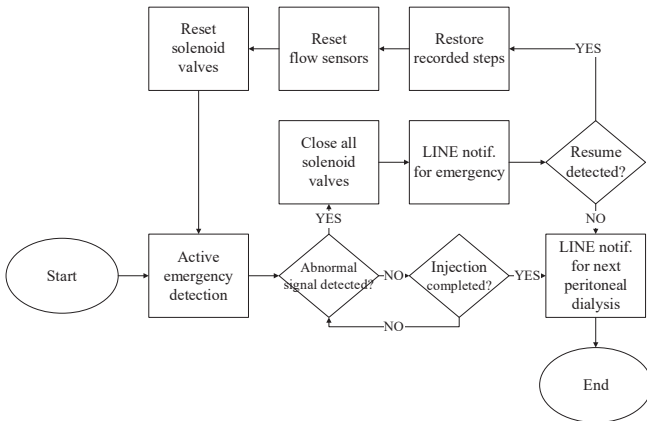 Reset
solenoid
valves
Reset
flow sensors
Restore
recorded steps
YES
Close all
solenoid
valves
LINE notif.
for emergency
Resume
detected?
YES
NO
Start
Active
emergency
detection
Abnormal
signal detected?
NO
Injection
completed?
YES
LINE notif.
for next
peritoneal
dialysis
NO
End